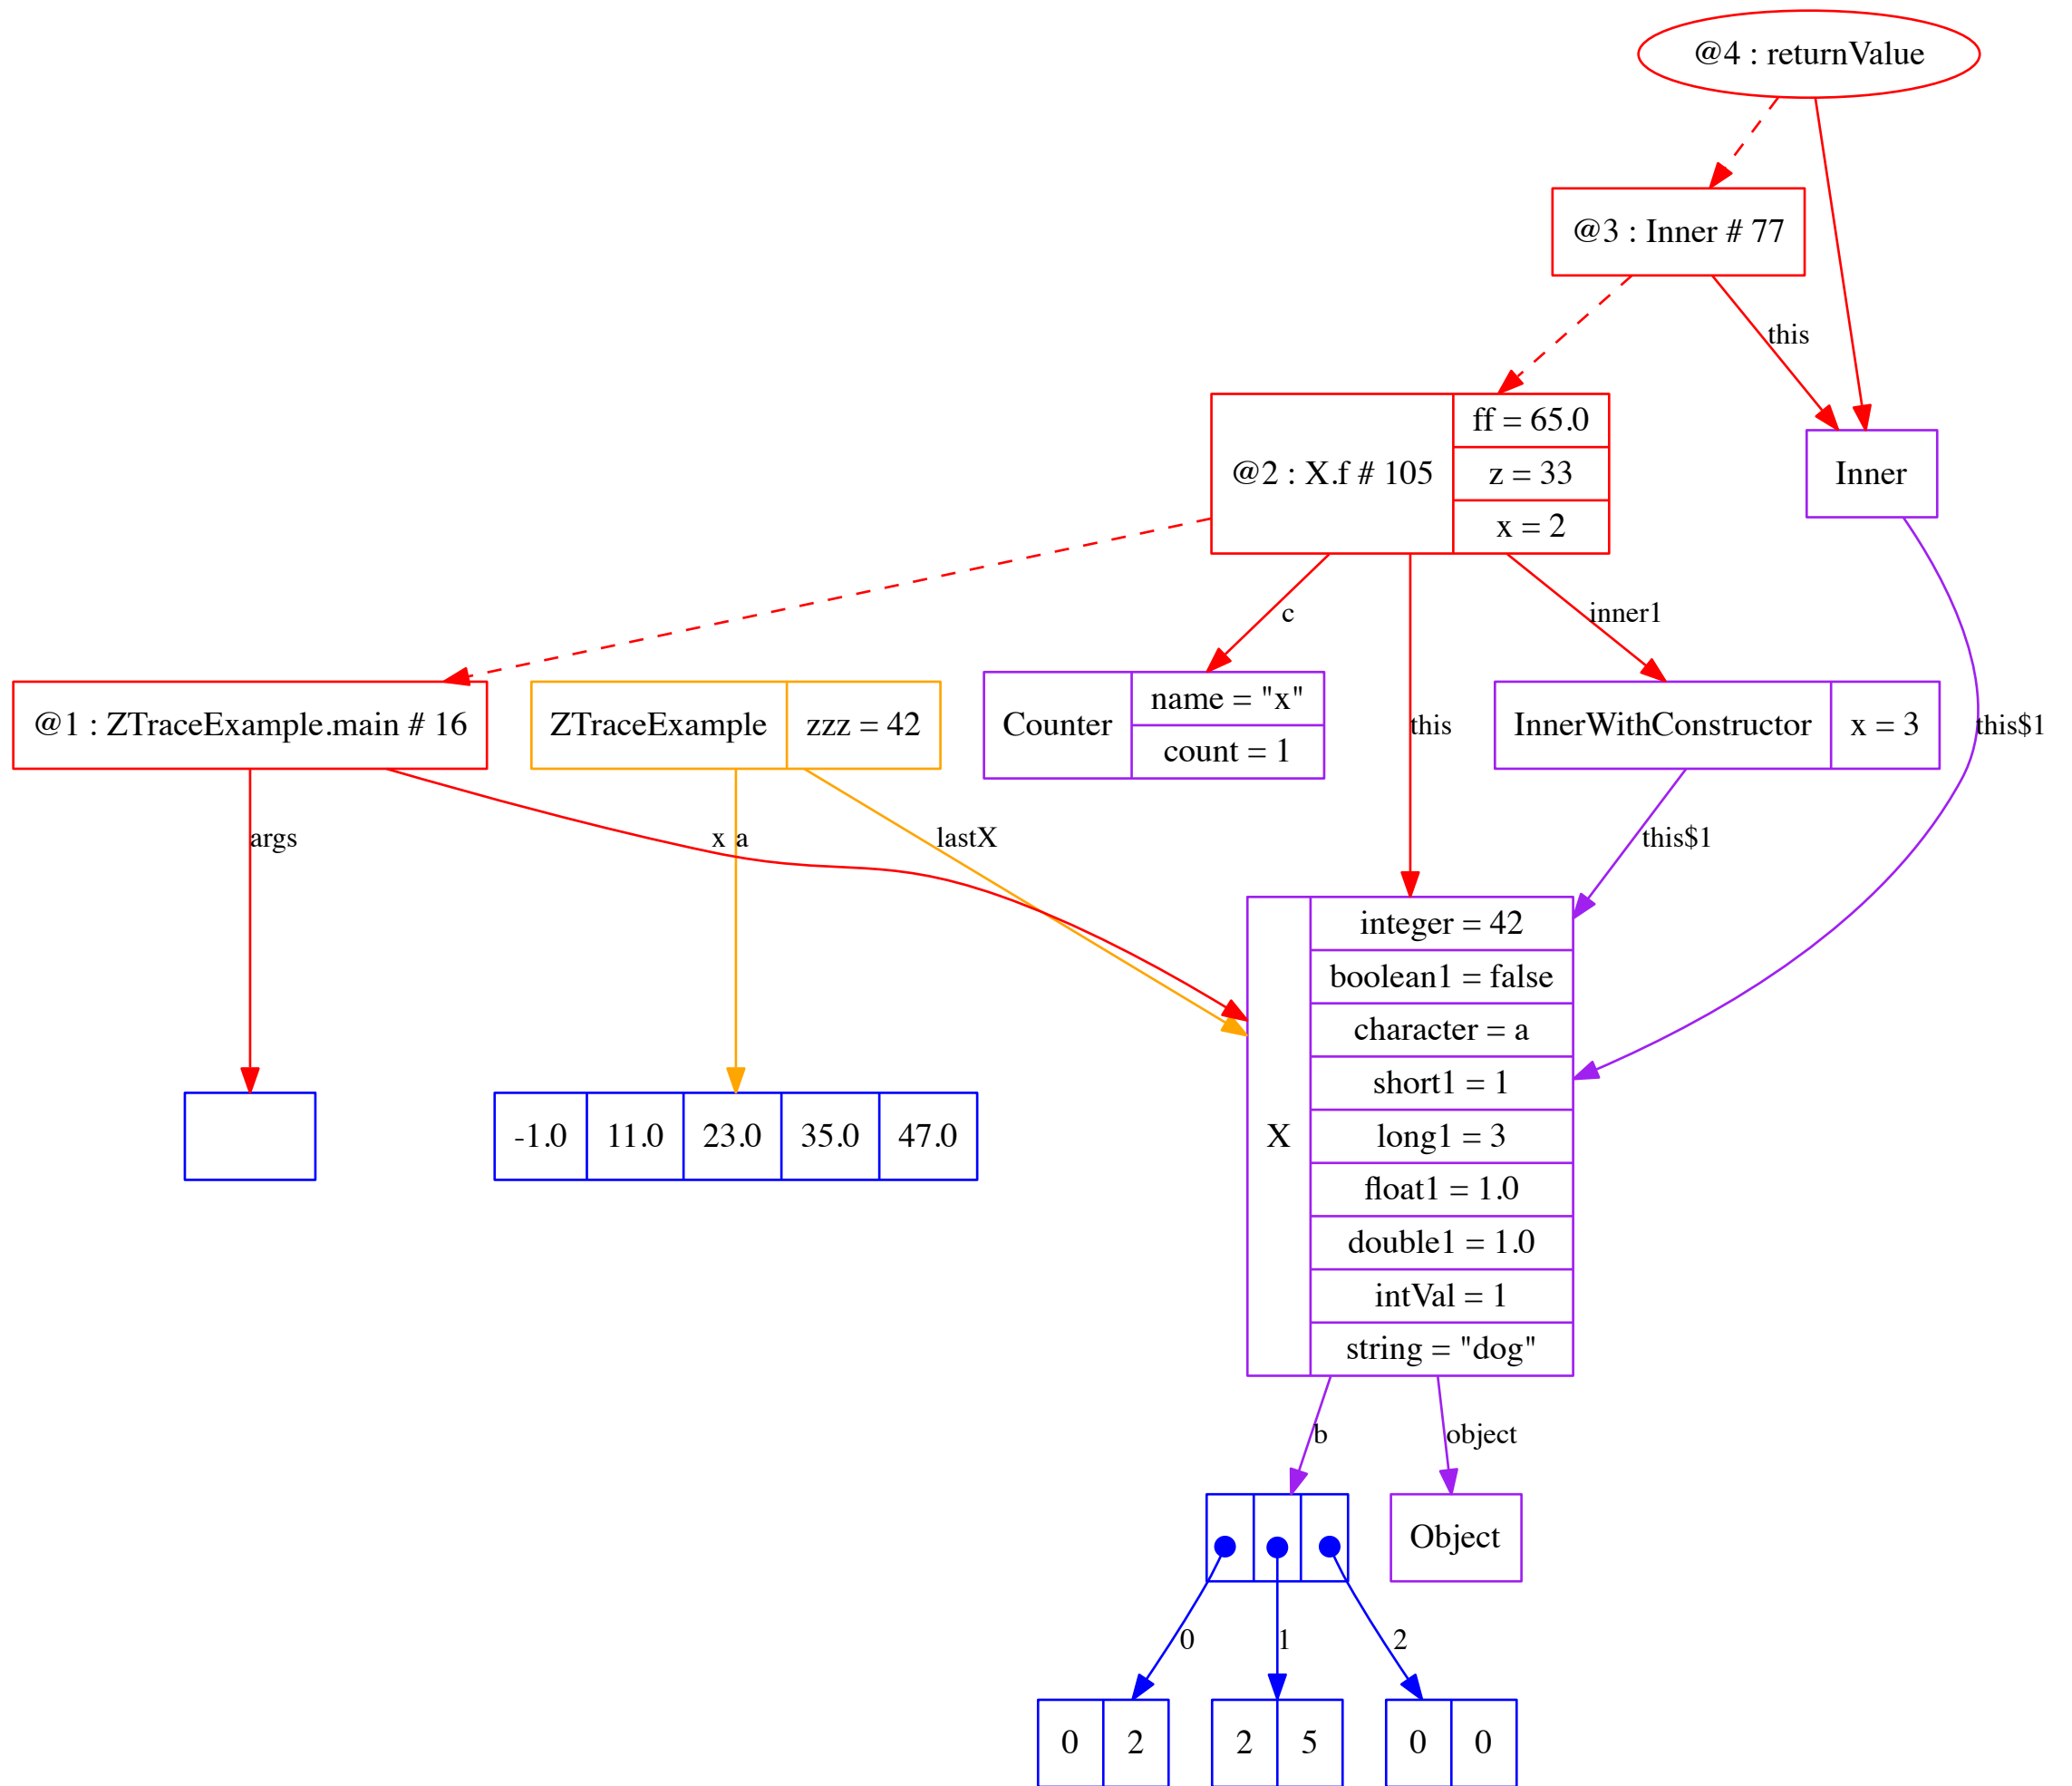 @4 : returnValue
@3 : Inner # 77
this
@2 : X.f # 105
ff = 65.0
z = 33
x = 2
Inner
c
inner1
@1 : ZTraceExample.main # 16
ZTraceExample
zzz = 42
Counter
name = "x"
count = 1
this
InnerWithConstructor
x = 3
this$1
args
x
a
lastX
this$1
X
integer = 42
boolean1 = false
character = a
short1 = 1
long1 = 3
float1 = 1.0
double1 = 1.0
intVal = 1
string = "dog"
-1.0
11.0
23.0
35.0
47.0
b
object
Object
0
1
2
0
2
2
5
0
0